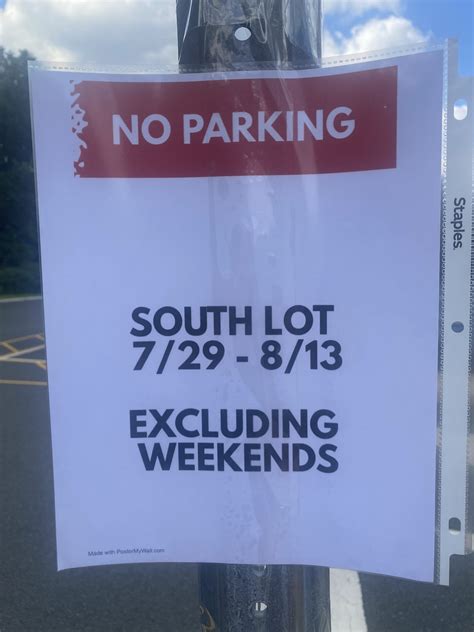 NO PARKING
SOUTH LOT
7/29 - 8/13
EXCLUDING
WEEKENDS
Made with PosterMyWall.com
Staples.